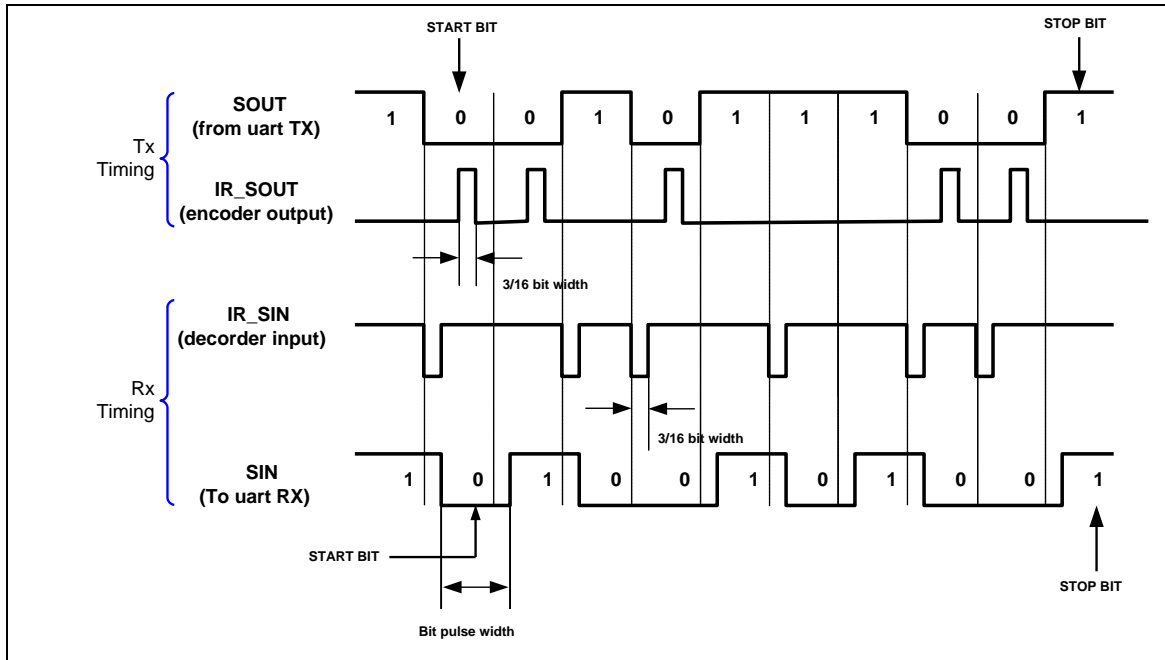 START BIT
STOP BIT
SOUT
(from uart TX)
1 0 0 1 0 1 1 1 0 0 1
Tx
Timing
IR_SOUT
(encoder output)
3/16 bit width
IR_SIN
(decorder input)
Rx
Timing
3/16 bit width
SIN
(To uart RX)
1 0 1 0 0 1 0 1 0 0 1
START BIT
STOP BIT
Bit pulse width